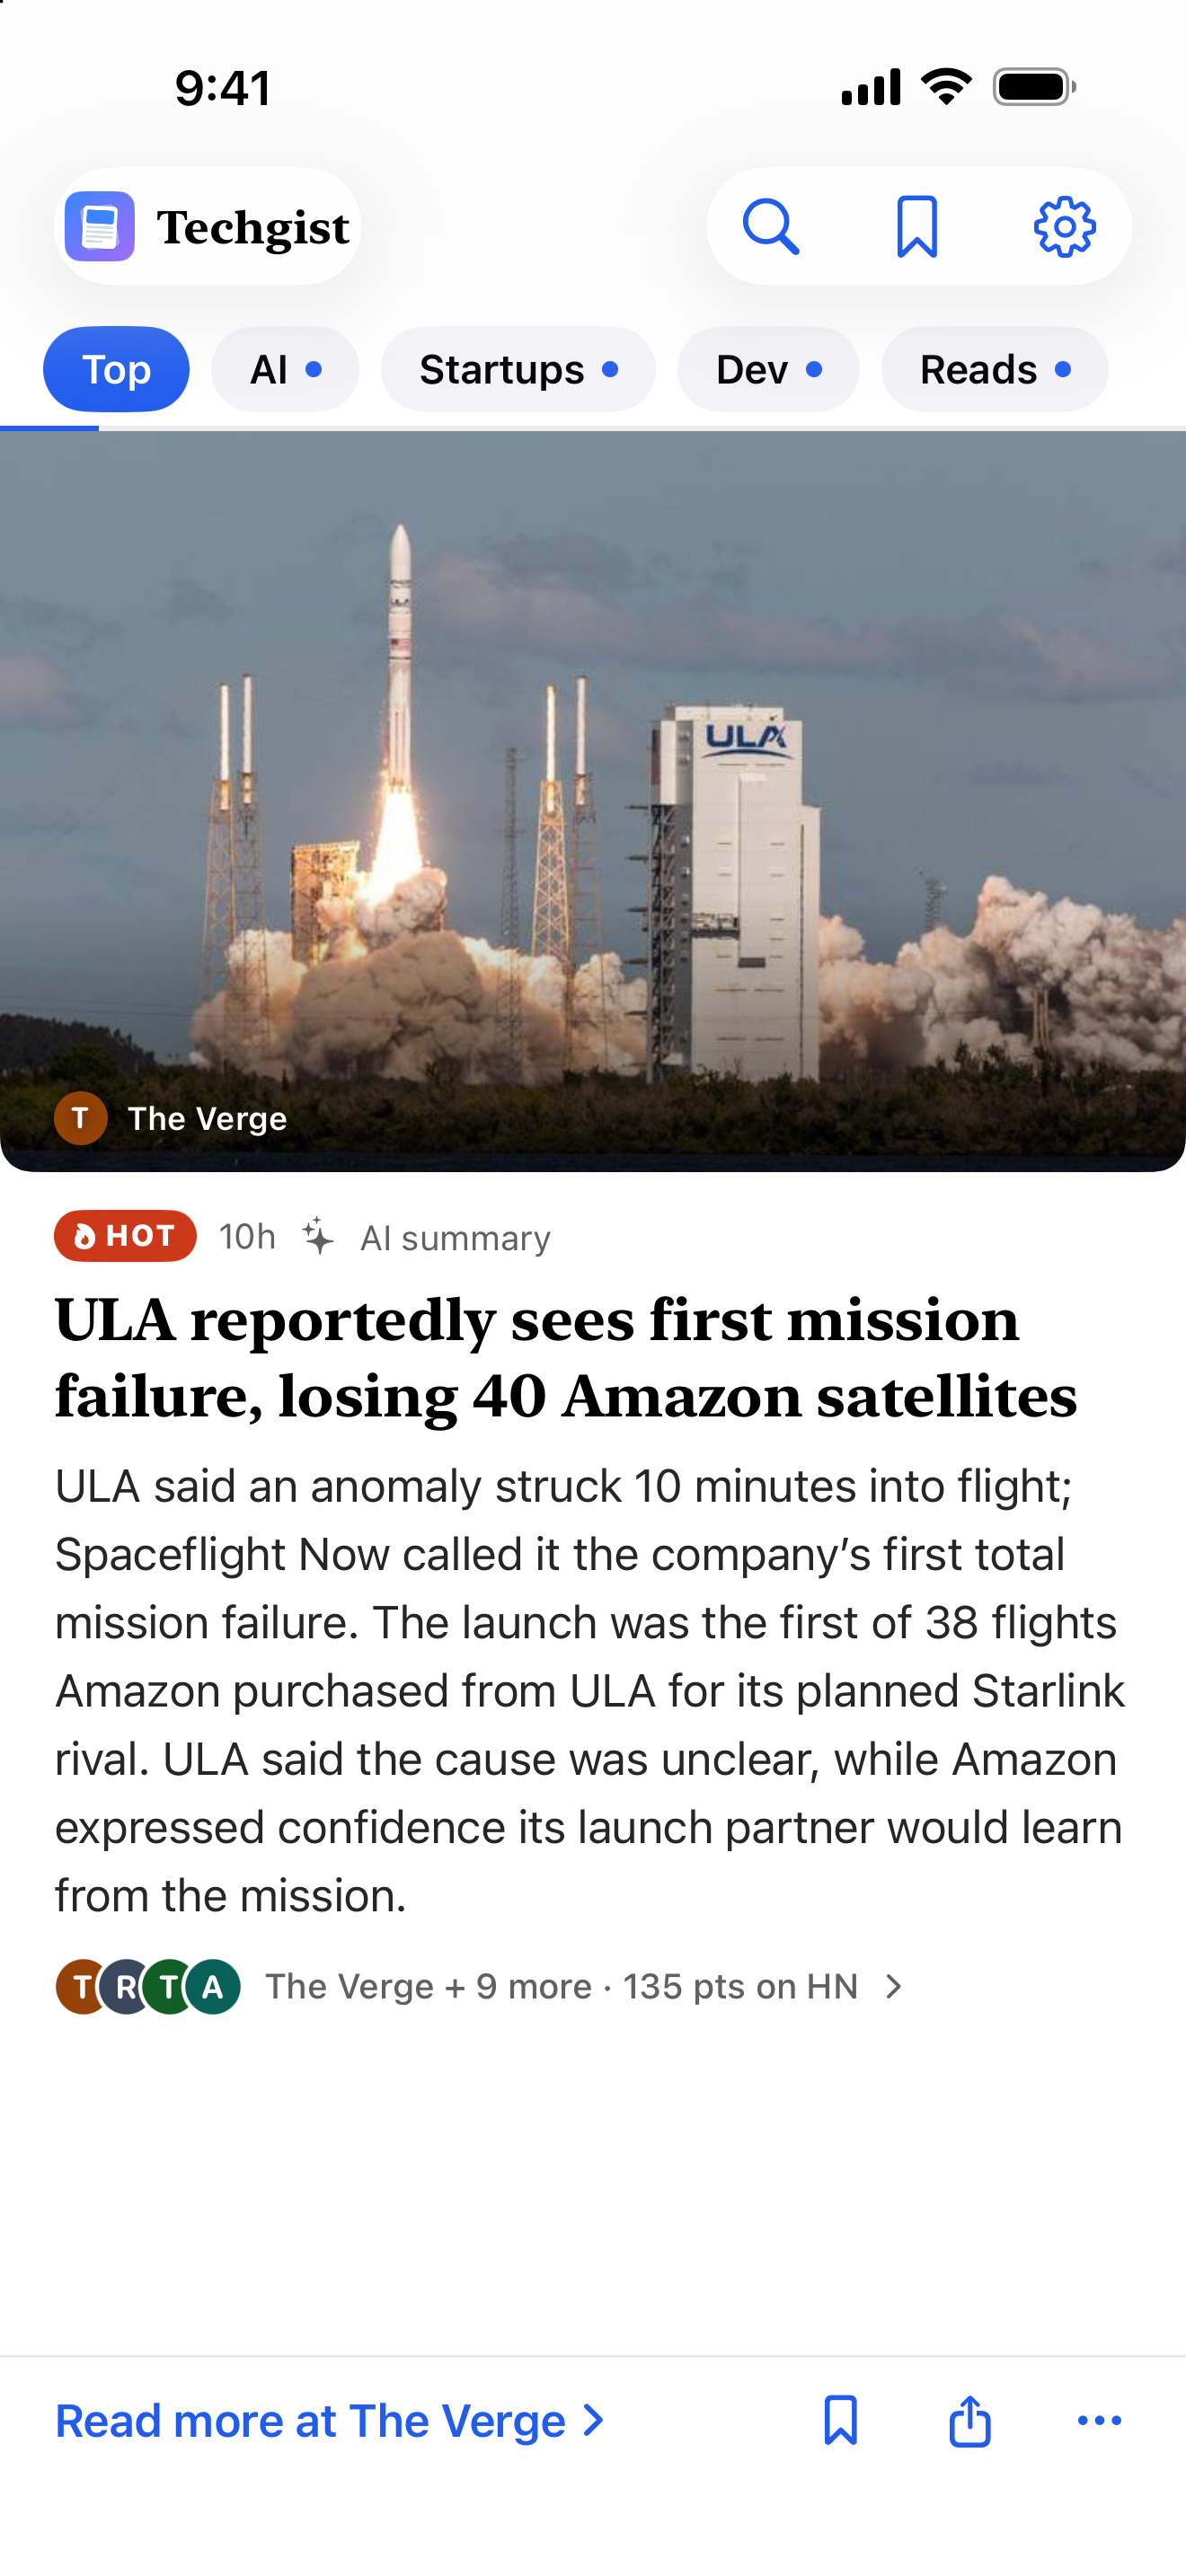 9:41
Techgist
Top
AI
Startups
Dev
Reads
ULA
ULA
T
The Verge
HOT
10h
AI summary
ULA reportedly sees first mission
failure, losing 40 Amazon satellites
ULA said an anomaly struck 10 minutes into flight;
Spaceflight Now called it the company’s first total
mission failure. The launch was the first of 38 flights
Amazon purchased from ULA for its planned Starlink
rival. ULA said the cause was unclear, while Amazon
expressed confidence its launch partner would learn
from the mission.
T R T A The Verge + 9 more · 135 pts on HN
Read more at The Verge